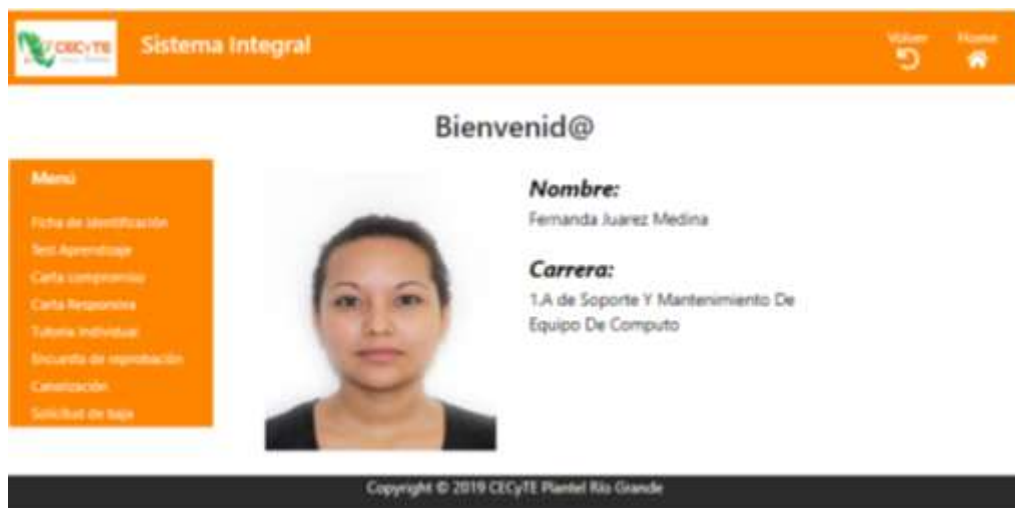 CECyTE
Sistema Integral
Volver
Home
Bienvenid@
Menú
Ficha de Identificación
Test Aprendizaje
Carta compromiso
Carta Responsiva
Tutoria Individual
Encuesta de reprobación
Canalización
Solicitud de baja
Nombre:
Fernanda Juarez Medina
Carrera:
1.A de Soporte Y Mantenimiento De
Equipo De Computo
Copyright © 2019 CECyTE Plantel Río Grande